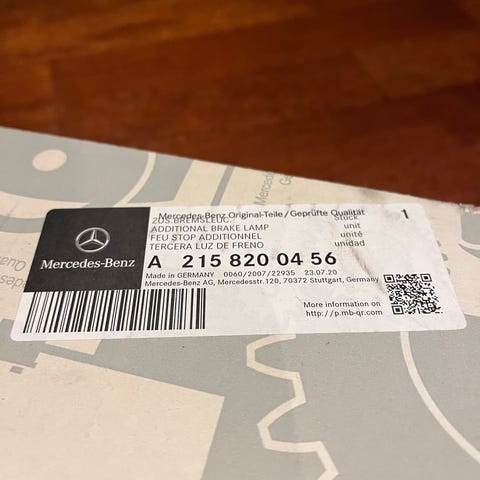 Mercedes-Benz Original-Teile/Geprüfte Qualität 1
ZUS.BREMSLEUC. Stück
ADDITIONAL BRAKE LAMP unit
FEU STOP ADDITIONNEL unité
TERCERA LUZ DE FRENO unidad
A 215 820 04 56
Made in GERMANY 0060/2007/22935 23.07.20
Mercedes-Benz AG, Mercedesstr.120, 70372 Stuttgart, Germany
Mercedes-Benz
More information on
http://p.mb-qr.com